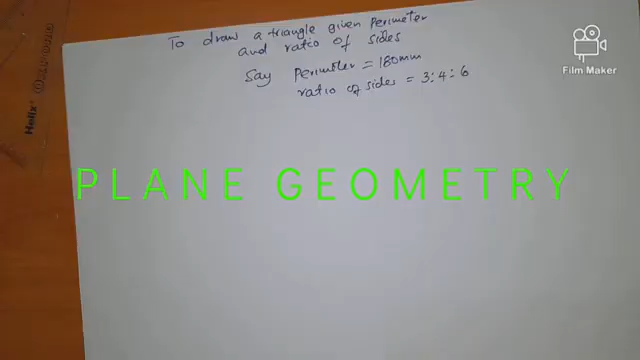 To draw a triangle given Perimeter
and ratio of sides
Say Perimeter = 180mm
ratio of sides = 3:4:6
Film Maker
PLANE GEOMETRY
Helix